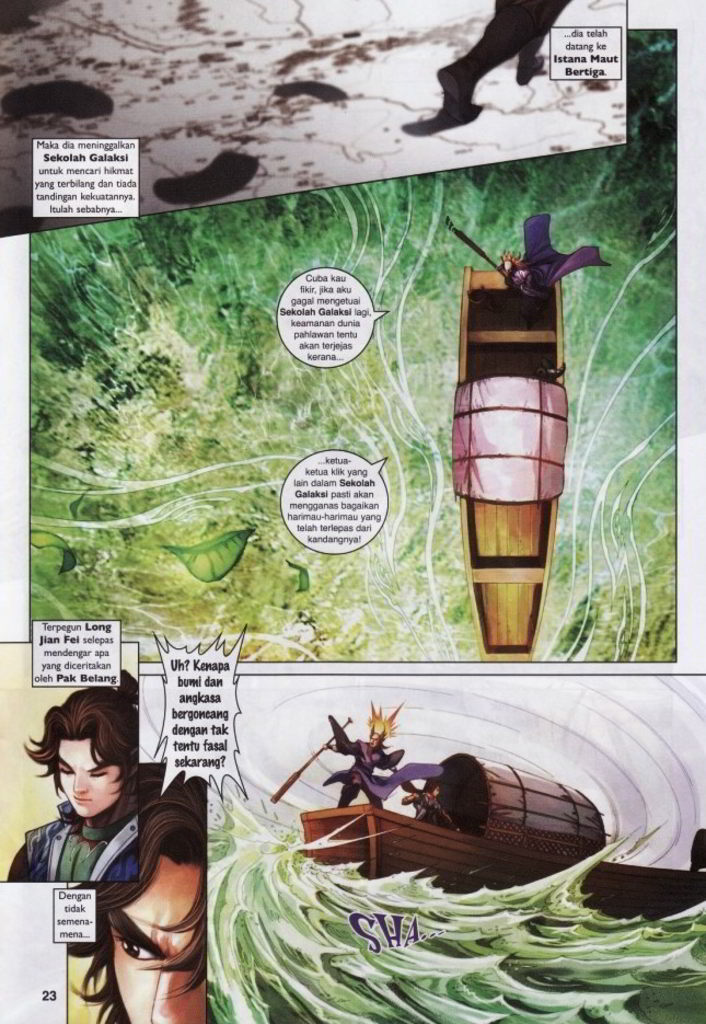 ...dia telah
datang ke
Istana Maut
Bertiga.
Maka dia meninggalkan
Sekolah Galaksi
untuk mencari hikmat
yang terbilang dan tiada
tandingan kekuatannya.
Itulah sebabnya...
Cuba kau
fikir, jika aku
gagal mengetuai
Sekolah Galaksi lagi,
keamanan dunia
pahlawan tentu
akan terjejas
kerana...
...ketua-
ketua klik yang
lain dalam Sekolah
Galaksi pasti akan
mengganas bagaikan
harimau-harimau yang
telah terlepas dari
kandangnya!
Terpegun Long
Jian Fei selepas
mendengar apa
yang diceritakan
oleh Pak Belang.
Uh? Kenapa
bumi dan
angkasa
bergoncang
dengan tak
tentu fasal
sekarang?
Dengan
tidak
semena-
mena...
SHA...
23